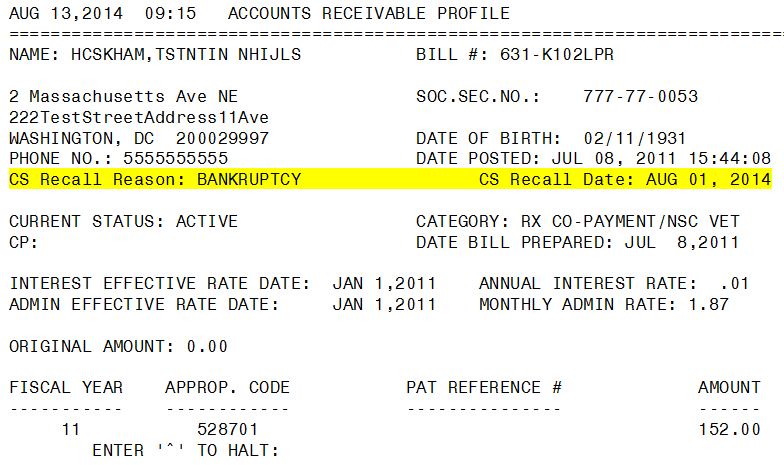 AUG 13,2014  09:15   ACCOUNTS RECEIVABLE PROFILE
===========================================================================
NAME: HCSKHAM,TSTNTIN NHIJLS           BILL #: 631-K102LPR
2 Massachusetts Ave NE                 SOC.SEC.NO.:    777-77-0053
222TestStreetAddress11Ave
WASHINGTON, DC  200029997              DATE OF BIRTH:  02/11/1931
PHONE NO.: 5555555555                  DATE POSTED: JUL 08, 2011 15:44:08
CS Recall Reason: BANKRUPTCY                 CS Recall Date: AUG 01, 2014
CURRENT STATUS: ACTIVE                 CATEGORY: RX CO-PAYMENT/NSC VET
CP:                                    DATE BILL PREPARED: JUL  8,2011
INTEREST EFFECTIVE RATE DATE:  JAN 1,2011    ANNUAL INTEREST RATE:  .01
ADMIN EFFECTIVE RATE DATE:     JAN 1,2011    MONTHLY ADMIN RATE: 1.87
ORIGINAL AMOUNT: 0.00
FISCAL YEAR    APPROP. CODE           PAT REFERENCE #             AMOUNT
-----------    ------------           ---------------             ------
     11           528701                                          152.00
        ENTER '^' TO HALT: